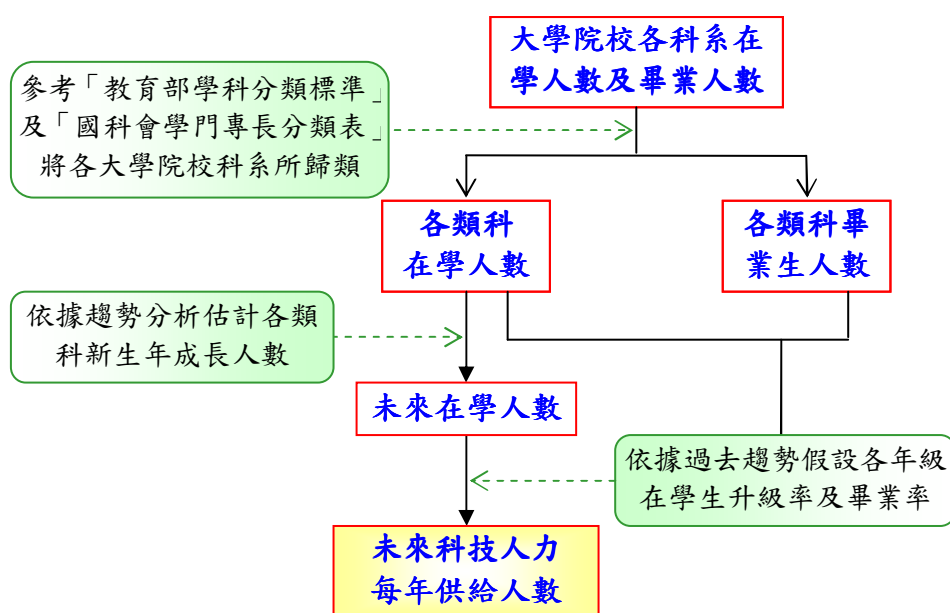 大學院校各科系在
學人數及畢業人數
參考「教育部學科分類標準」
及「國科會學門專長分類表」
將各大學院校科系所歸類
各類科
在學人數
各類科畢
業生人數
依據趨勢分析估計各類
科新生年成長人數
未來在學人數
依據過去趨勢假設各年級
在學生升級率及畢業率
未來科技人力
每年供給人數